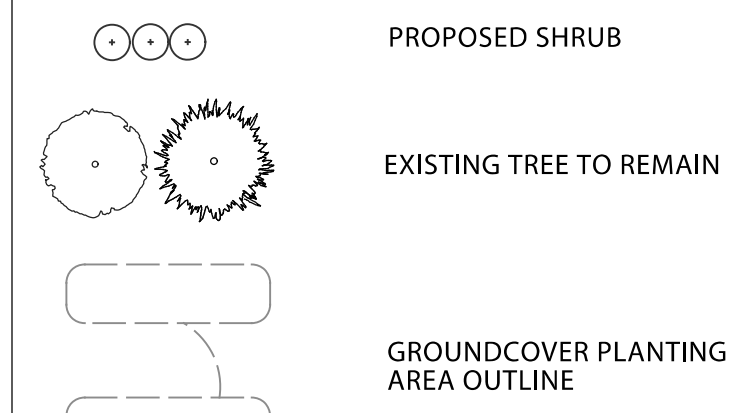 PROPOSED SHRUB
EXISTING TREE TO REMAIN
GROUNDCOVER PLANTING
AREA OUTLINE